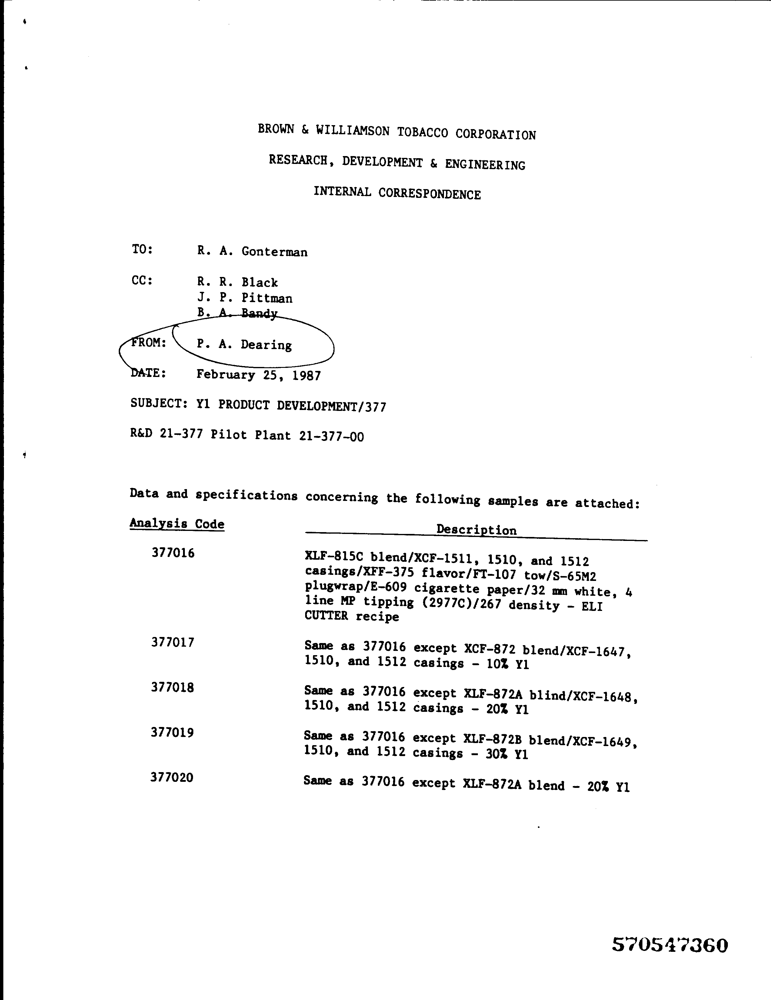 BROWN & WILLIAMSON TOBACCO CORPORATION
RESEARCH, DEVELOPMENT & ENGINEERING
INTERNAL CORRESPONDENCE
TO: R. A. Gonterman
CC: R. R. Black
J. P. Pittman
B. A. Bandy
FROM: P. A. Dearing
DATE: February 25, 1987
SUBJECT: Y1 PRODUCT DEVELOPMENT/377
R&D 21-377 Pilot Plant 21-377-00
Data and specifications concerning the following samples are attached:
Analysis Code Description
377016 XLF-815C blend/XCF-1511, 1510, and 1512
casings/XFF-375 flavor/FT-107 tow/S-65M2
plugwrap/E-609 cigarette paper/32 mm white, 4
line MP tipping (2977C)/267 density - ELI
CUTTER recipe
377017 Same as 377016 except XCF-872 blend/XCF-1647,
1510, and 1512 casings - 10% Y1
377018 Same as 377016 except XLF-872A blind/XCF-1648,
1510, and 1512 casings - 20% Y1
377019 Same as 377016 except XLF-872B blend/XCF-1649,
1510, and 1512 casings - 30% Y1
377020 Same as 377016 except XLF-872A blend - 20% Y1
570547360